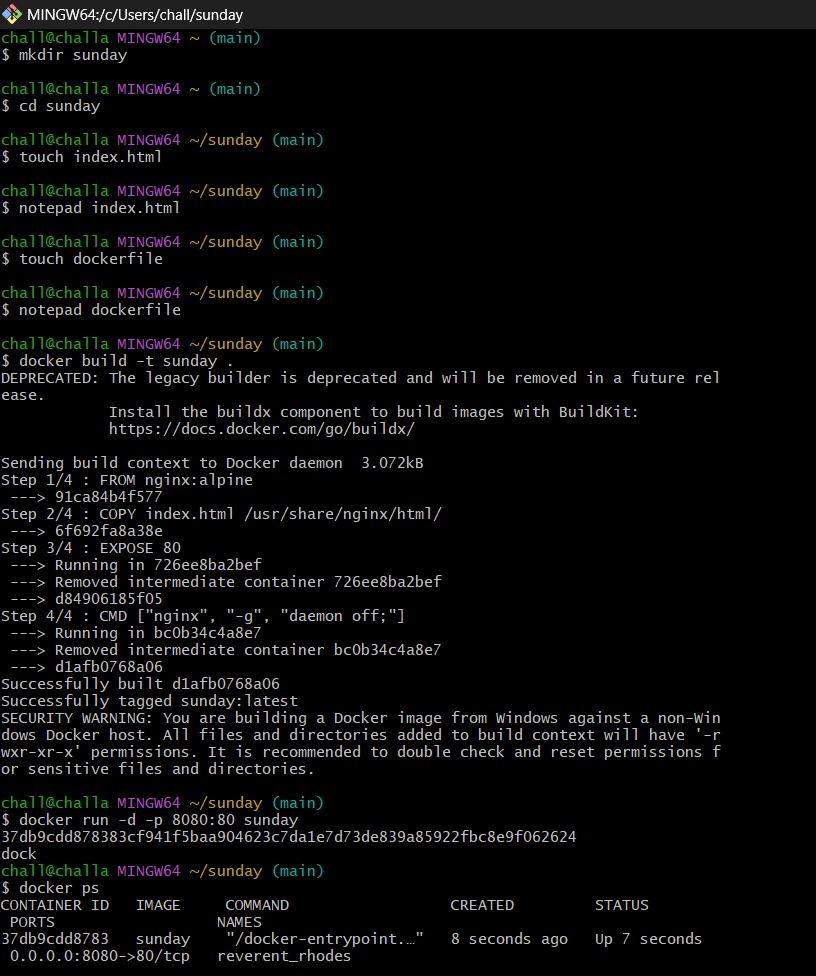 MINGW64:/c/Users/chall/sunday
chall@challa MINGW64 ~ (main)
$ mkdir sunday
chall@challa MINGW64 ~ (main)
$ cd sunday
chall@challa MINGW64 ~/sunday (main)
$ touch index.html
chall@challa MINGW64 ~/sunday (main)
$ notepad index.html
chall@challa MINGW64 ~/sunday (main)
$ touch dockerfile
chall@challa MINGW64 ~/sunday (main)
$ notepad dockerfile
chall@challa MINGW64 ~/sunday (main)
$ docker build -t sunday .
DEPRECATED: The legacy builder is deprecated and will be removed in a future rel
ease.
            Install the buildx component to build images with BuildKit:
            https://docs.docker.com/go/buildx/
Sending build context to Docker daemon  3.072kB
Step 1/4 : FROM nginx:alpine
 ---> 91ca84b4f577
Step 2/4 : COPY index.html /usr/share/nginx/html/
 ---> 6f692fa8a38e
Step 3/4 : EXPOSE 80
 ---> Running in 726ee8ba2bef
 ---> Removed intermediate container 726ee8ba2bef
 ---> d84906185f05
Step 4/4 : CMD ["nginx", "-g", "daemon off;"]
 ---> Running in bc0b34c4a8e7
 ---> Removed intermediate container bc0b34c4a8e7
 ---> d1afb0768a06
Successfully built d1afb0768a06
Successfully tagged sunday:latest
SECURITY WARNING: You are building a Docker image from Windows against a non-Win
dows Docker host. All files and directories added to build context will have '-r
wxr-xr-x' permissions. It is recommended to double check and reset permissions f
or sensitive files and directories.
chall@challa MINGW64 ~/sunday (main)
$ docker run -d -p 8080:80 sunday
37db9cdd878383cf941f5baa904623c7da1e7d73de839a85922fbc8e9f062624
dock
chall@challa MINGW64 ~/sunday (main)
$ docker ps
CONTAINER ID   IMAGE     COMMAND                  CREATED         STATUS
 PORTS                  NAMES
37db9cdd8783   sunday    "/docker-entrypoint.…"   8 seconds ago   Up 7 seconds
 0.0.0.0:8080->80/tcp   reverent_rhodes